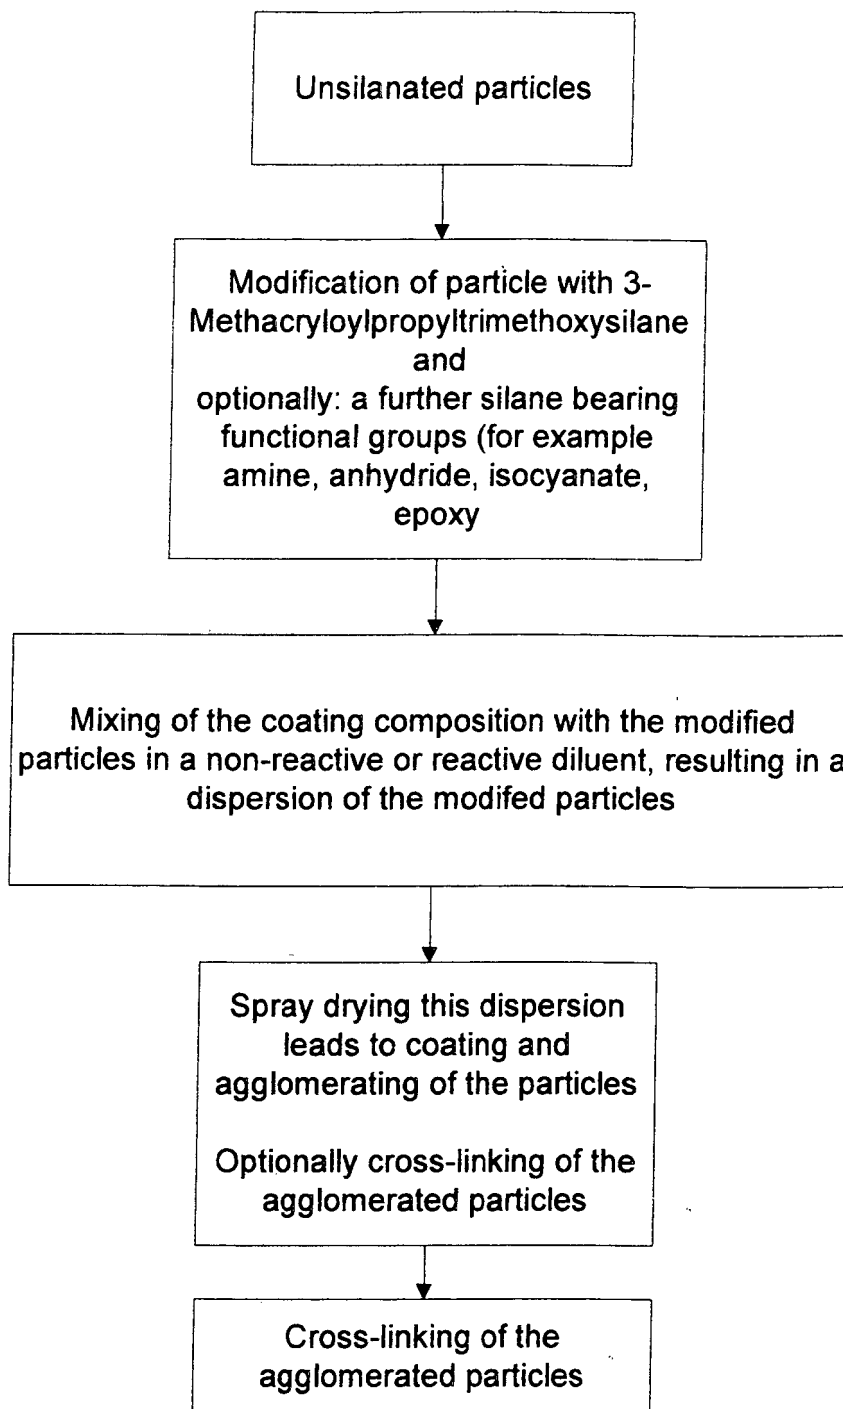 Unsilanated particles
Modification of particle with 3-
Methacryloylpropyltrimethoxysilane
and
optionally: a further silane bearing
functional groups (for example
amine, anhydride, isocyanate,
epoxy
Mixing of the coating composition with the modified
particles in a non-reactive or reactive diluent, resulting in a
dispersion of the modifed particles
Spray drying this dispersion
leads to coating and
agglomerating of the particles
Optionally cross-linking of the
agglomerated particles
Cross-linking of the
agglomerated particles